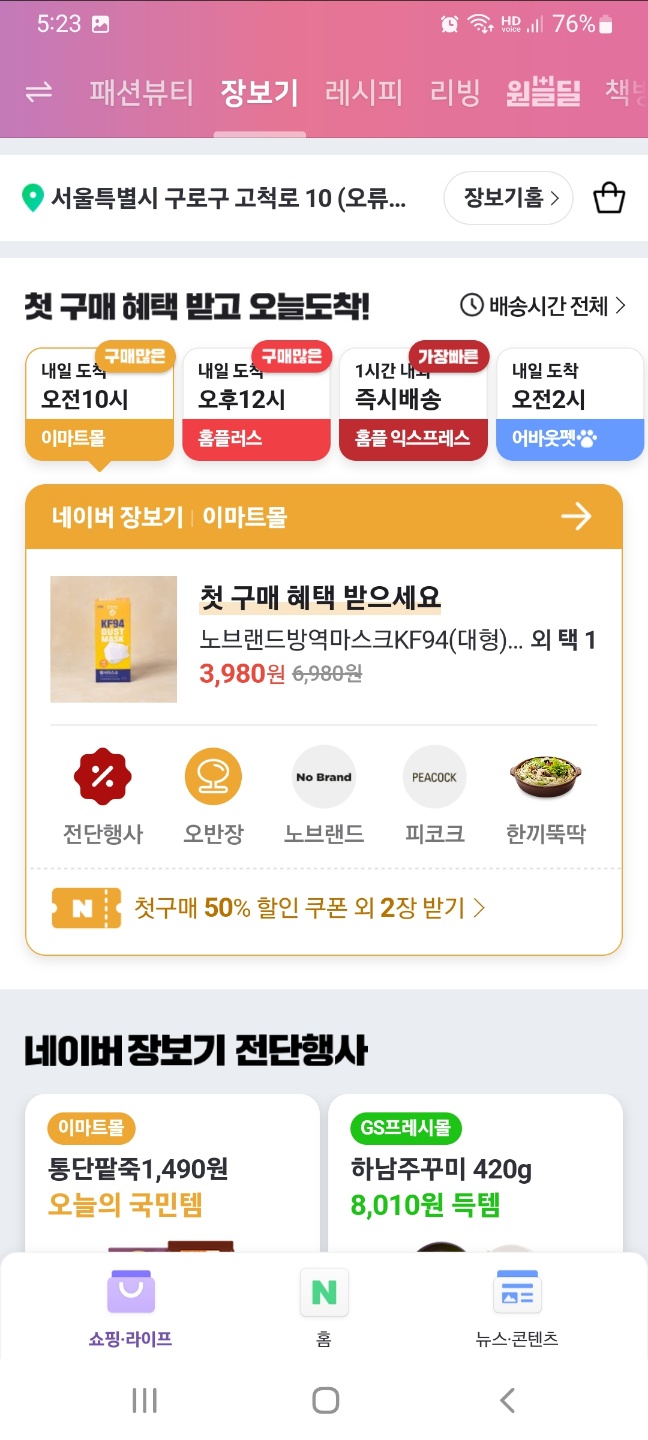 5:23 HD voice 76%
패션뷰티 장보기 레시피 리빙 원쁠딜 책방
서울특별시 구로구 고척로 10 (오류... 장보기홈
첫 구매 혜택 받고 오늘도착! 배송시간 전체
구매많은 구매많은 가장빠른
내일 도착 내일 도착 1시간 내외 내일 도착
오전10시 오후12시 즉시배송 오전2시
이마트몰 홈플러스 홈플 익스프레스 어바웃펫
네이버 장보기 이마트몰
첫 구매 혜택 받으세요
노브랜드방역마스크KF94(대형)... 외 택 1
3,980원 6,980원
KF94
DUST
MASK
No Brand PEACOCK
전단행사 오반장 노브랜드 피코크 한끼뚝딱
N 첫구매 50% 할인 쿠폰 외 2장 받기
네이버 장보기 전단행사
이마트몰 GS프레시몰
통단팥죽1,490원 하남주꾸미 420g
오늘의 국민템 8,010원 득템
N
쇼핑·라이프 홈 뉴스·콘텐츠